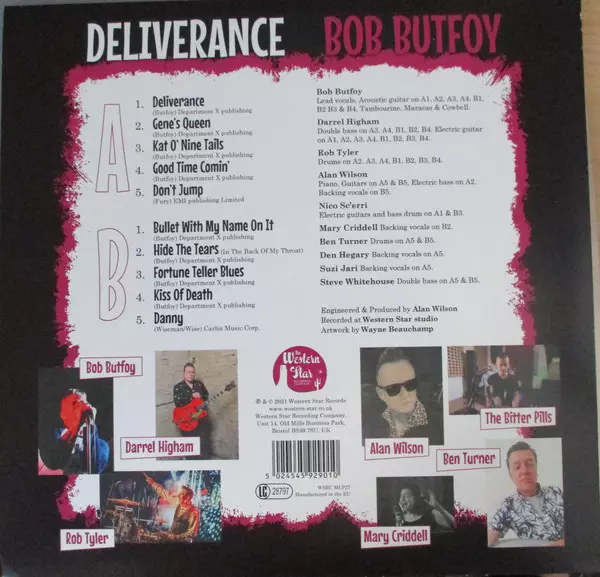 DELIVERANCE BOB BUTFOY
A
1. Deliverance
(Butfoy) Department X publishing
2. Gene's Queen
(Butfoy) Department X publishing
3. Kat O' Nine Tails
(Butfoy) Department X publishing
4. Good Time Comin'
(Butfoy) Department X publishing
5. Don't Jump
(Fury) EMI publishing Limited
B
1. Bullet With My Name On It
(Butfoy) Department X publishing
2. Hide The Tears (In The Back Of My Throat)
(Butfoy) Department X publishing
3. Fortune Teller Blues
(Butfoy) Department X publishing
4. Kiss Of Death
(Butfoy) Department X publishing
5. Danny
(Wiseman/Wise) Carlin Music Corp.
Bob Butfoy
Lead vocals, Acoustic guitar on A1, A2, A3, A4, B1,
B2 B3 & B4, Tambourine, Maracas & Cowbell.
Darrel Higham
Double bass on A3, A4, B1, B2, B4. Electric guitar
on A1, A2, A3, A4, B1, B2, B3, B4.
Rob Tyler
Drums on A2, A3, A4, B1, B2, B3, B4.
Alan Wilson
Piano, Guitars on A5 & B5, Electric bass on A2.
Backing vocals on B5.
Nico Sc'erri
Electric guitars and bass drum on A1 & B3.
Mary Criddell Backing vocals on B2.
Ben Turner Drums on A5 & B5.
Den Hegary Backing vocals on A5.
Suzi Jari Backing vocals on A5.
Steve Whitehouse Double bass on A5 & B5.
Engineered & Produced by Alan Wilson
Recorded at Western Star studio
Artwork by Wayne Beauchamp
Western
Star
℗ & © 2021 Western Star Records
www.western-star.co.uk
Western Star Recording Company,
Unit 14, Old Mills Business Park,
Bristol BS39 7SU, UK
5 024545 929010
LC 28797
WSRC MLP27
Manufactured in the EU
Bob Butfoy
Darrel Higham
Rob Tyler
Alan Wilson
The Bitter Pills
Ben Turner
Mary Criddell